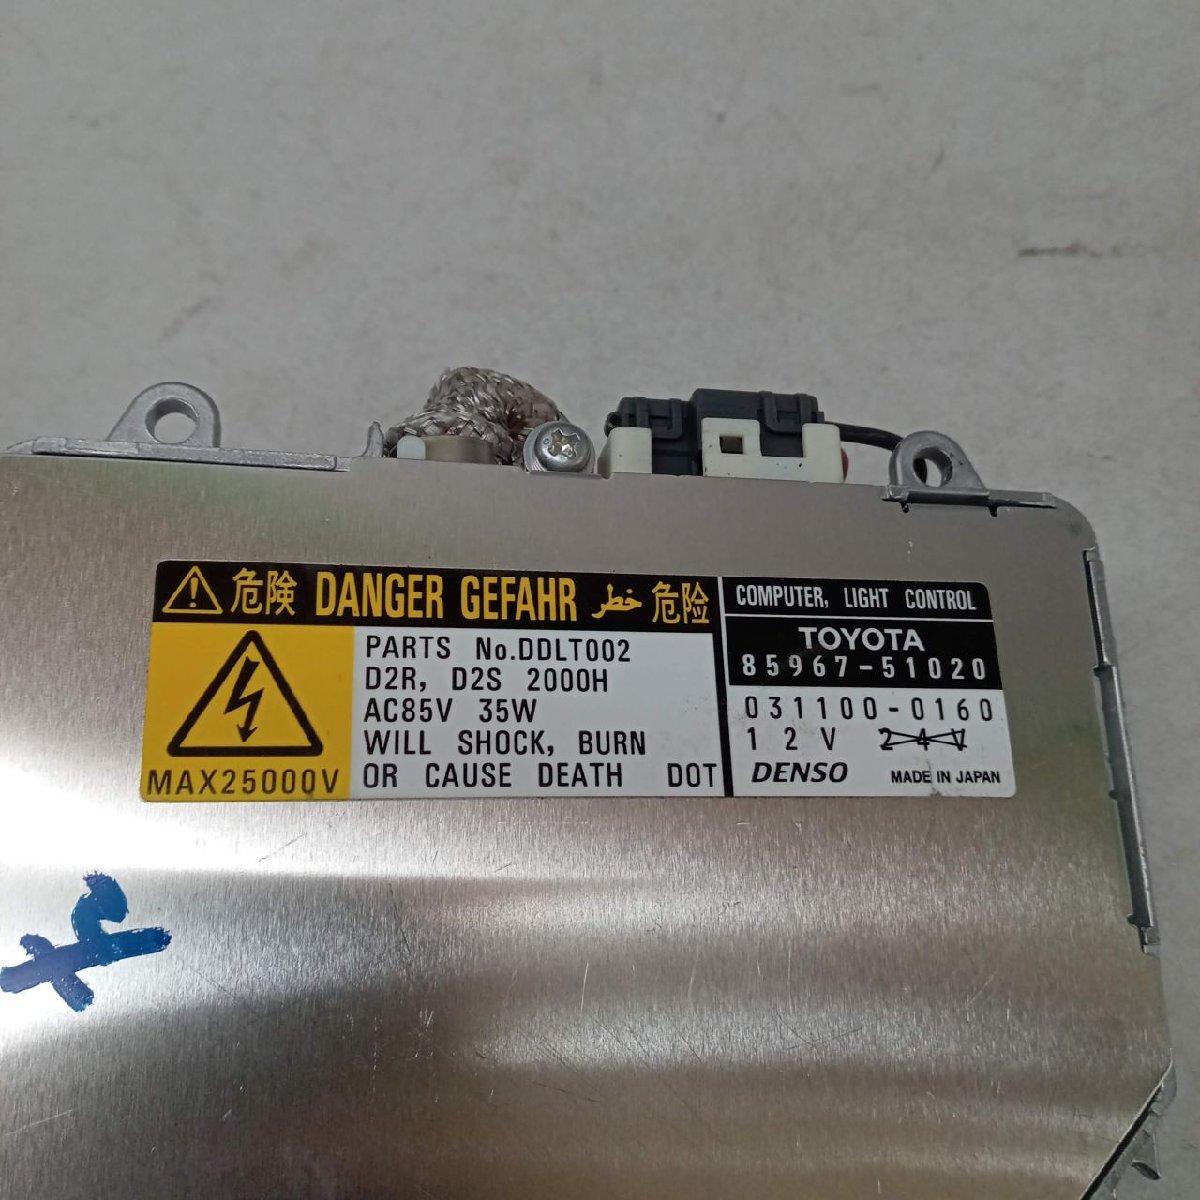 危険 DANGER GEFAHR خطر 危险
PARTS No.DDLT002
D2R, D2S 2000H
AC85V 35W
WILL SHOCK, BURN
OR CAUSE DEATH DOT
MAX25000V
COMPUTER, LIGHT CONTROL
TOYOTA
85967-51020
031100-0160
12V 24V
DENSO MADE IN JAPAN